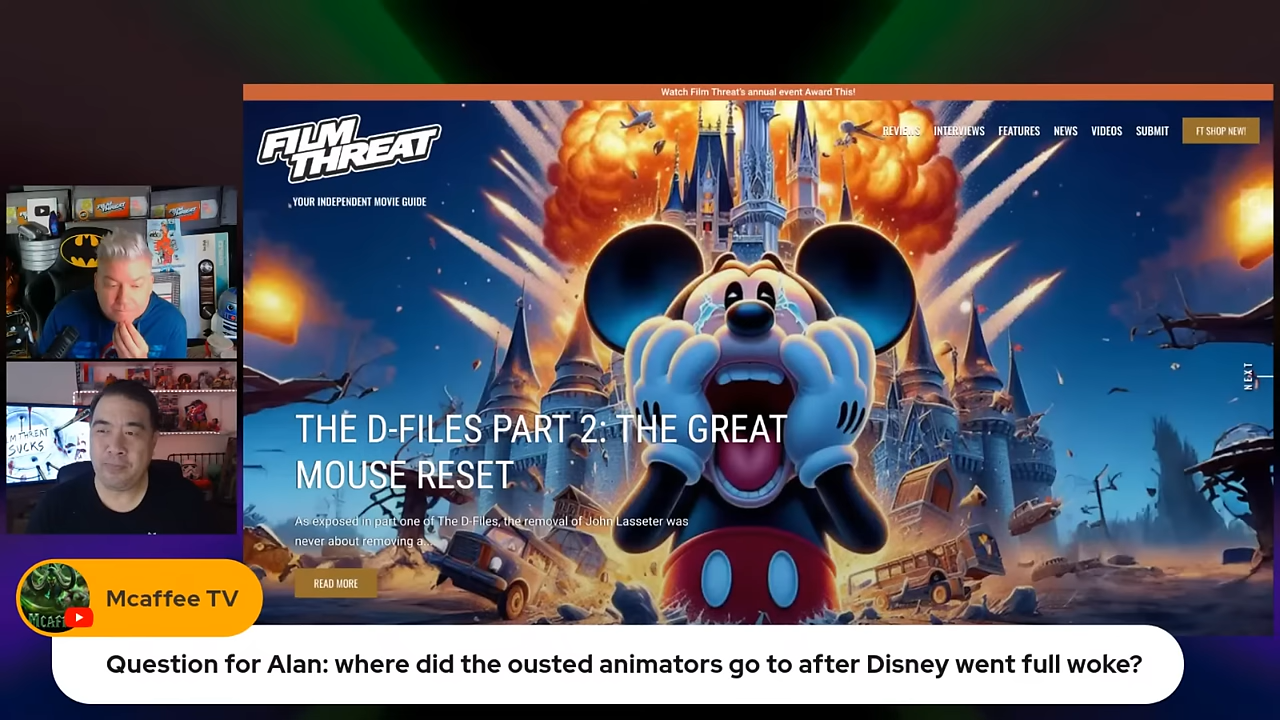 Watch Film Threat's annual event Award This!
FILM THREAT
REVIEWS INTERVIEWS FEATURES NEWS VIDEOS SUBMIT FT SHOP NEW!
YOUR INDEPENDENT MOVIE GUIDE
NEXT
THE D-FILES PART 2: THE GREAT
MOUSE RESET
As exposed in part one of The D-Files, the removal of John Lasseter was
never about removing a...
READ MORE
M THREAT
SUCKS
Mcaffee TV
Question for Alan: where did the ousted animators go to after Disney went full woke?